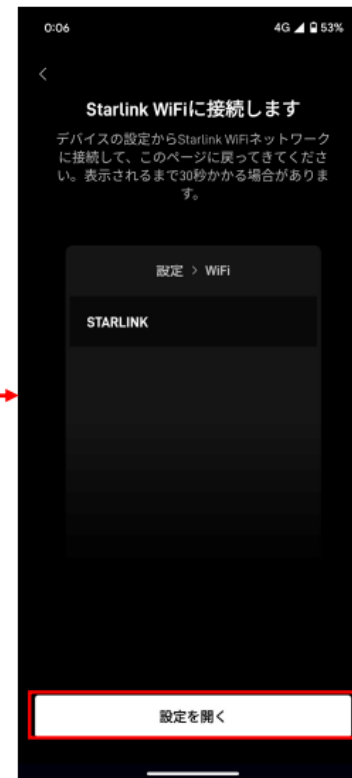 0:06
4G 53%
Starlink WiFiに接続します
デバイスの設定からStarlink WiFiネットワーク
に接続して、このページに戻ってきてくださ
い。表示されるまで30秒かかる場合がありま
す。
設定 > WiFi
STARLINK
設定を開く